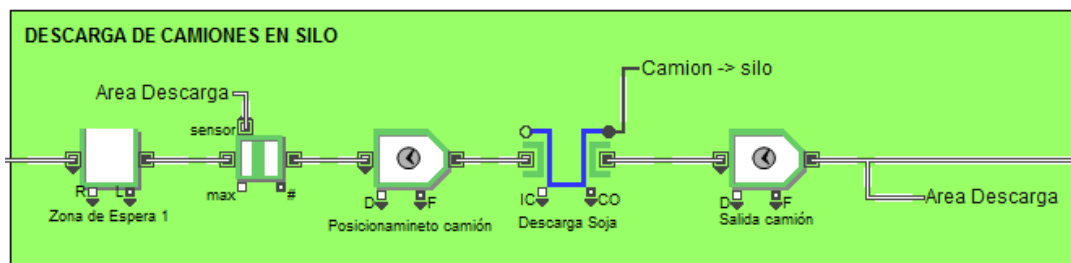 DESCARGA DE CAMIONES EN SILO
Camion -> silo
Area Descarga
sensor
max
#
R
L
Zona de Espera 1
D
F
Posicionamineto camión
IC
CO
Descarga Soja
D
F
Salida camión
Area Descarga